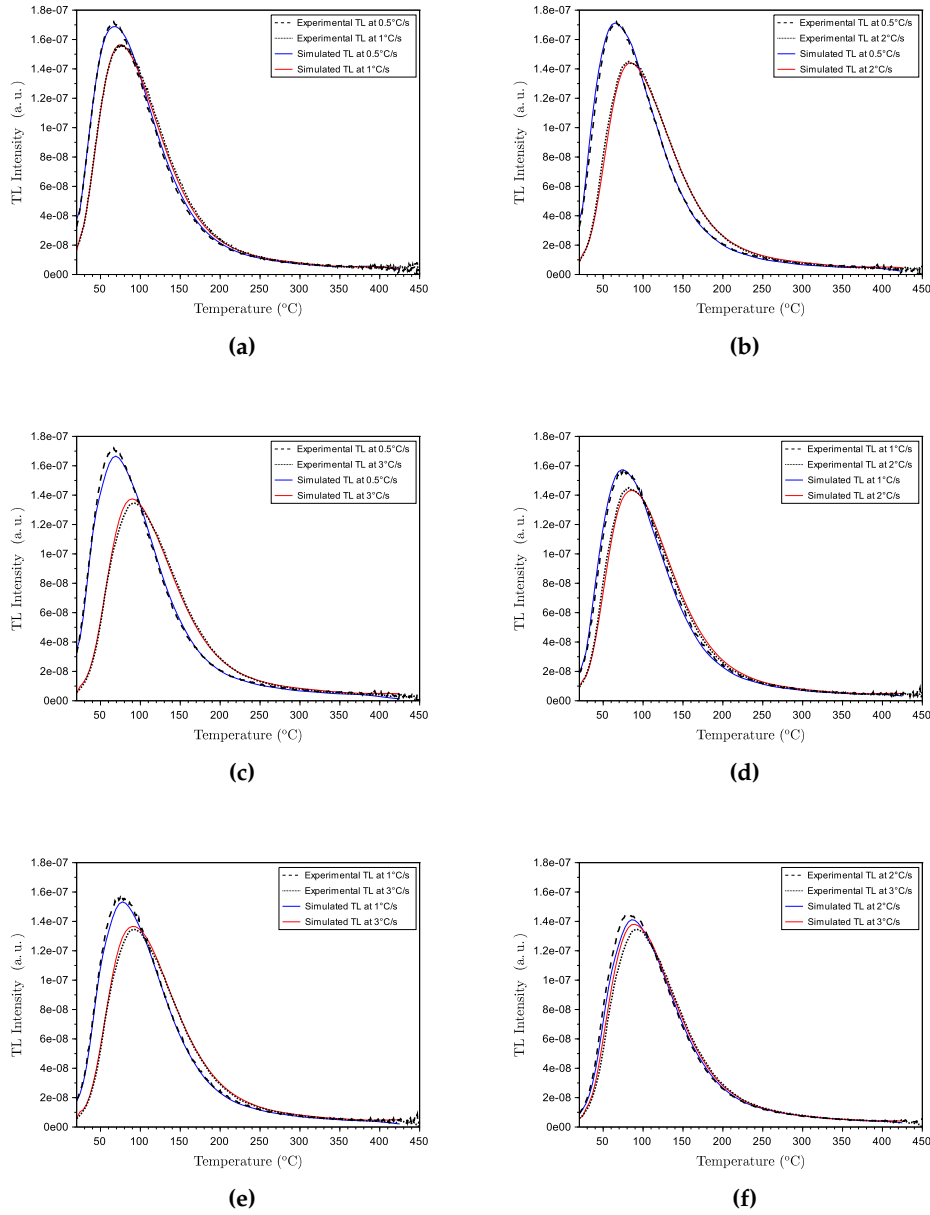 1.8e-07
1.6e-07
1.4e-07
1.2e-07
1e-07
8e-08
6e-08
4e-08
2e-08
0e00
TL Intensity (a. u.)
Experimental TL at 0.5°C/s
Experimental TL at 1°C/s
Simulated TL at 0.5°C/s
Simulated TL at 1°C/s
50 100 150 200 250 300 350 400 450
Temperature (°C)
(a)
1.8e-07
1.6e-07
1.4e-07
1.2e-07
1e-07
8e-08
6e-08
4e-08
2e-08
0e00
TL Intensity (a. u.)
Experimental TL at 0.5°C/s
Experimental TL at 2°C/s
Simulated TL at 0.5°C/s
Simulated TL at 2°C/s
50 100 150 200 250 300 350 400 450
Temperature (°C)
(b)
1.8e-07
1.6e-07
1.4e-07
1.2e-07
1e-07
8e-08
6e-08
4e-08
2e-08
0e00
TL Intensity (a. u.)
Experimental TL at 0.5°C/s
Experimental TL at 3°C/s
Simulated TL at 0.5°C/s
Simulated TL at 3°C/s
50 100 150 200 250 300 350 400 450
Temperature (°C)
(c)
1.8e-07
1.6e-07
1.4e-07
1.2e-07
1e-07
8e-08
6e-08
4e-08
2e-08
0e00
TL Intensity (a. u.)
Experimental TL at 1°C/s
Experimental TL at 2°C/s
Simulated TL at 1°C/s
Simulated TL at 2°C/s
50 100 150 200 250 300 350 400 450
Temperature (°C)
(d)
1.8e-07
1.6e-07
1.4e-07
1.2e-07
1e-07
8e-08
6e-08
4e-08
2e-08
0e00
TL Intensity (a. u.)
Experimental TL at 1°C/s
Experimental TL at 3°C/s
Simulated TL at 1°C/s
Simulated TL at 3°C/s
50 100 150 200 250 300 350 400 450
Temperature (°C)
(e)
1.8e-07
1.6e-07
1.4e-07
1.2e-07
1e-07
8e-08
6e-08
4e-08
2e-08
0e00
TL Intensity (a. u.)
Experimental TL at 2°C/s
Experimental TL at 3°C/s
Simulated TL at 2°C/s
Simulated TL at 3°C/s
50 100 150 200 250 300 350 400 450
Temperature (°C)
(f)